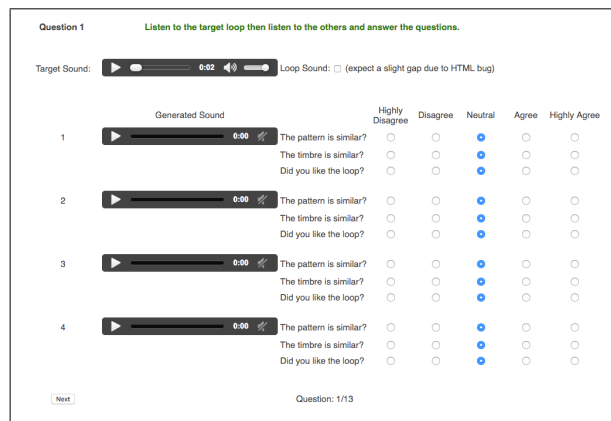 Question 1 Listen to the target loop then listen to the others and answer the questions.
Target Sound: 0:02 Loop Sound: (expect a slight gap due to HTML bug)
Generated Sound Highly Disagree Disagree Neutral Agree Highly Agree
1 0:00 The pattern is similar?
The timbre is similar?
Did you like the loop?
2 0:00 The pattern is similar?
The timbre is similar?
Did you like the loop?
3 0:00 The pattern is similar?
The timbre is similar?
Did you like the loop?
4 0:00 The pattern is similar?
The timbre is similar?
Did you like the loop?
Next Question: 1/13